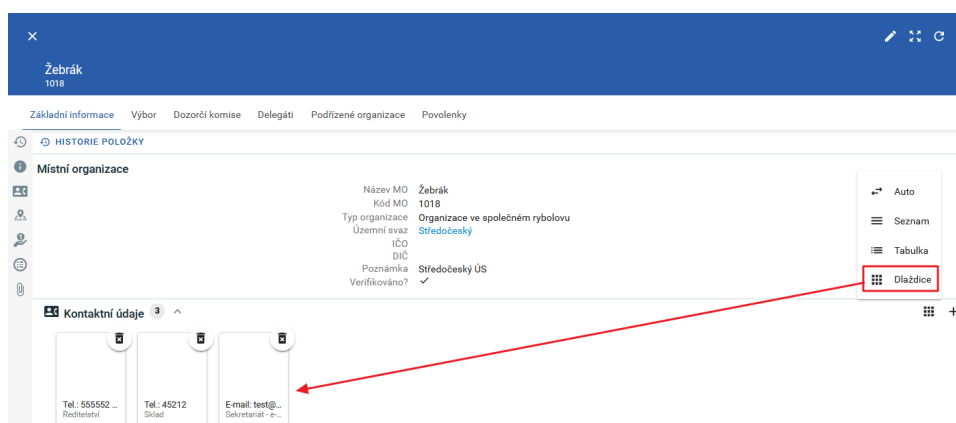 Žebrák
1018
Základní informace Výbor Dozorčí komise Delegáti Podřízené organizace Povolenky
HISTORIE POLOŽKY
Místní organizace
Název MO Žebrák
Kód MO 1018
Typ organizace Organizace ve společném rybolovu
Územní svaz Středočeský
IČO
DIČ
Poznámka Středočeský ÚS
Verifikováno?
Auto
Seznam
Tabulka
Dlaždice
Kontaktní údaje 3
Tel.: 555552 ...
Reditelství
Tel.: 45212
Sklad
E-mail: test@...
Sekretariát - e-...